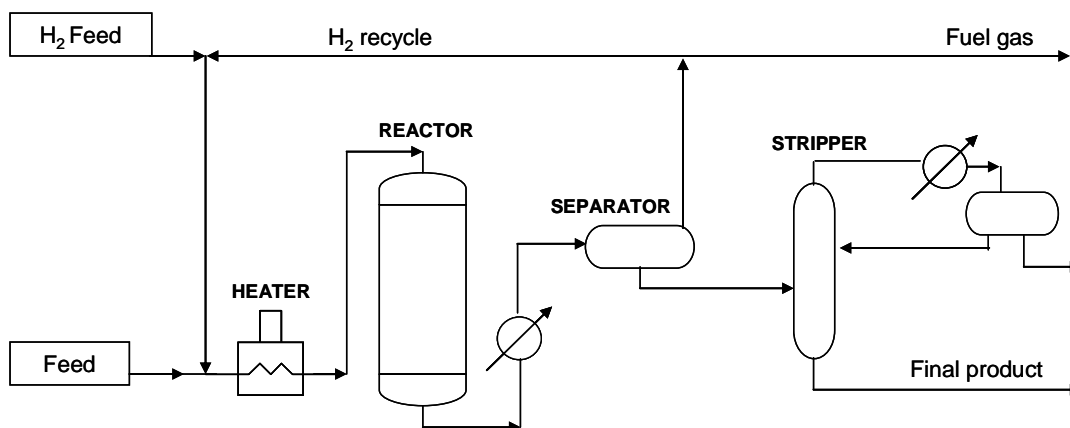 H₂ Feed
H₂ recycle
Fuel gas
REACTOR
STRIPPER
SEPARATOR
HEATER
Feed
Final product